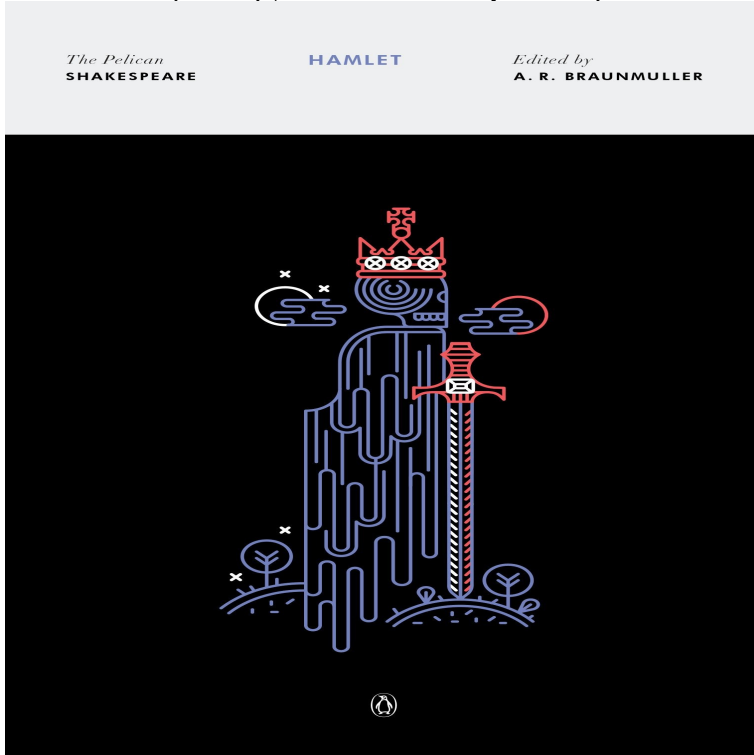 The Pelican
SHAKESPEARE
HAMLET
Edited by
A. R. BRAUNMULLER